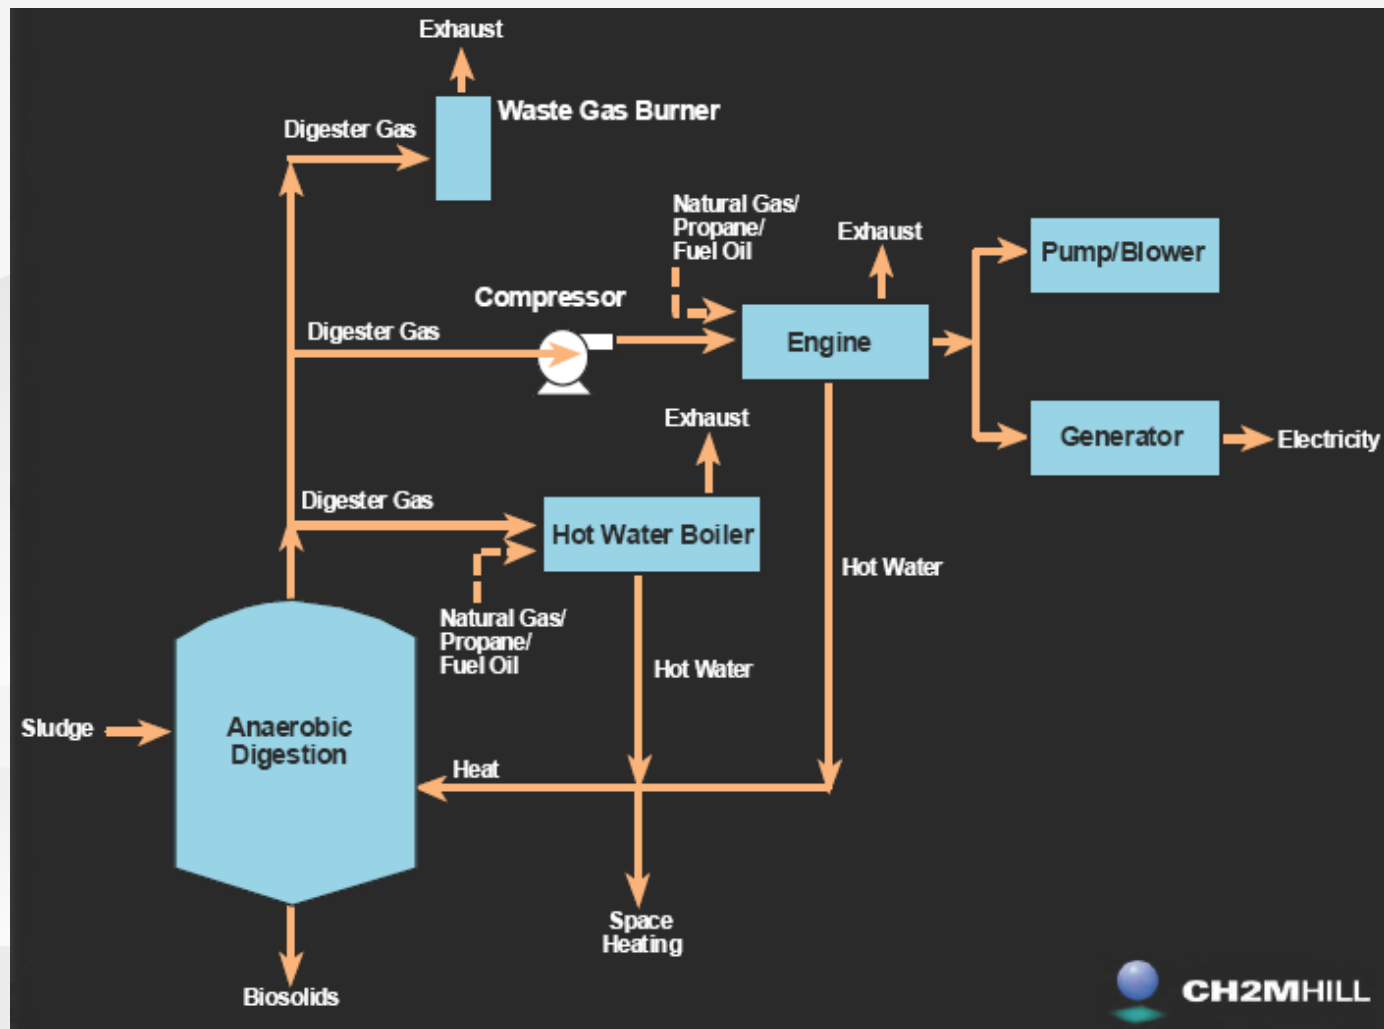 Exhaust
Waste Gas Burner
Digester Gas
Natural Gas/
Propane/
Fuel Oil
Exhaust
Pump/Blower
Compressor
Digester Gas
Engine
Exhaust
Generator
Electricity
Digester Gas
Hot Water Boiler
Hot Water
Natural Gas/
Propane/
Fuel Oil
Hot Water
Sludge
Anaerobic
Digestion
Heat
Space
Heating
Biosolids
CH2MHILL